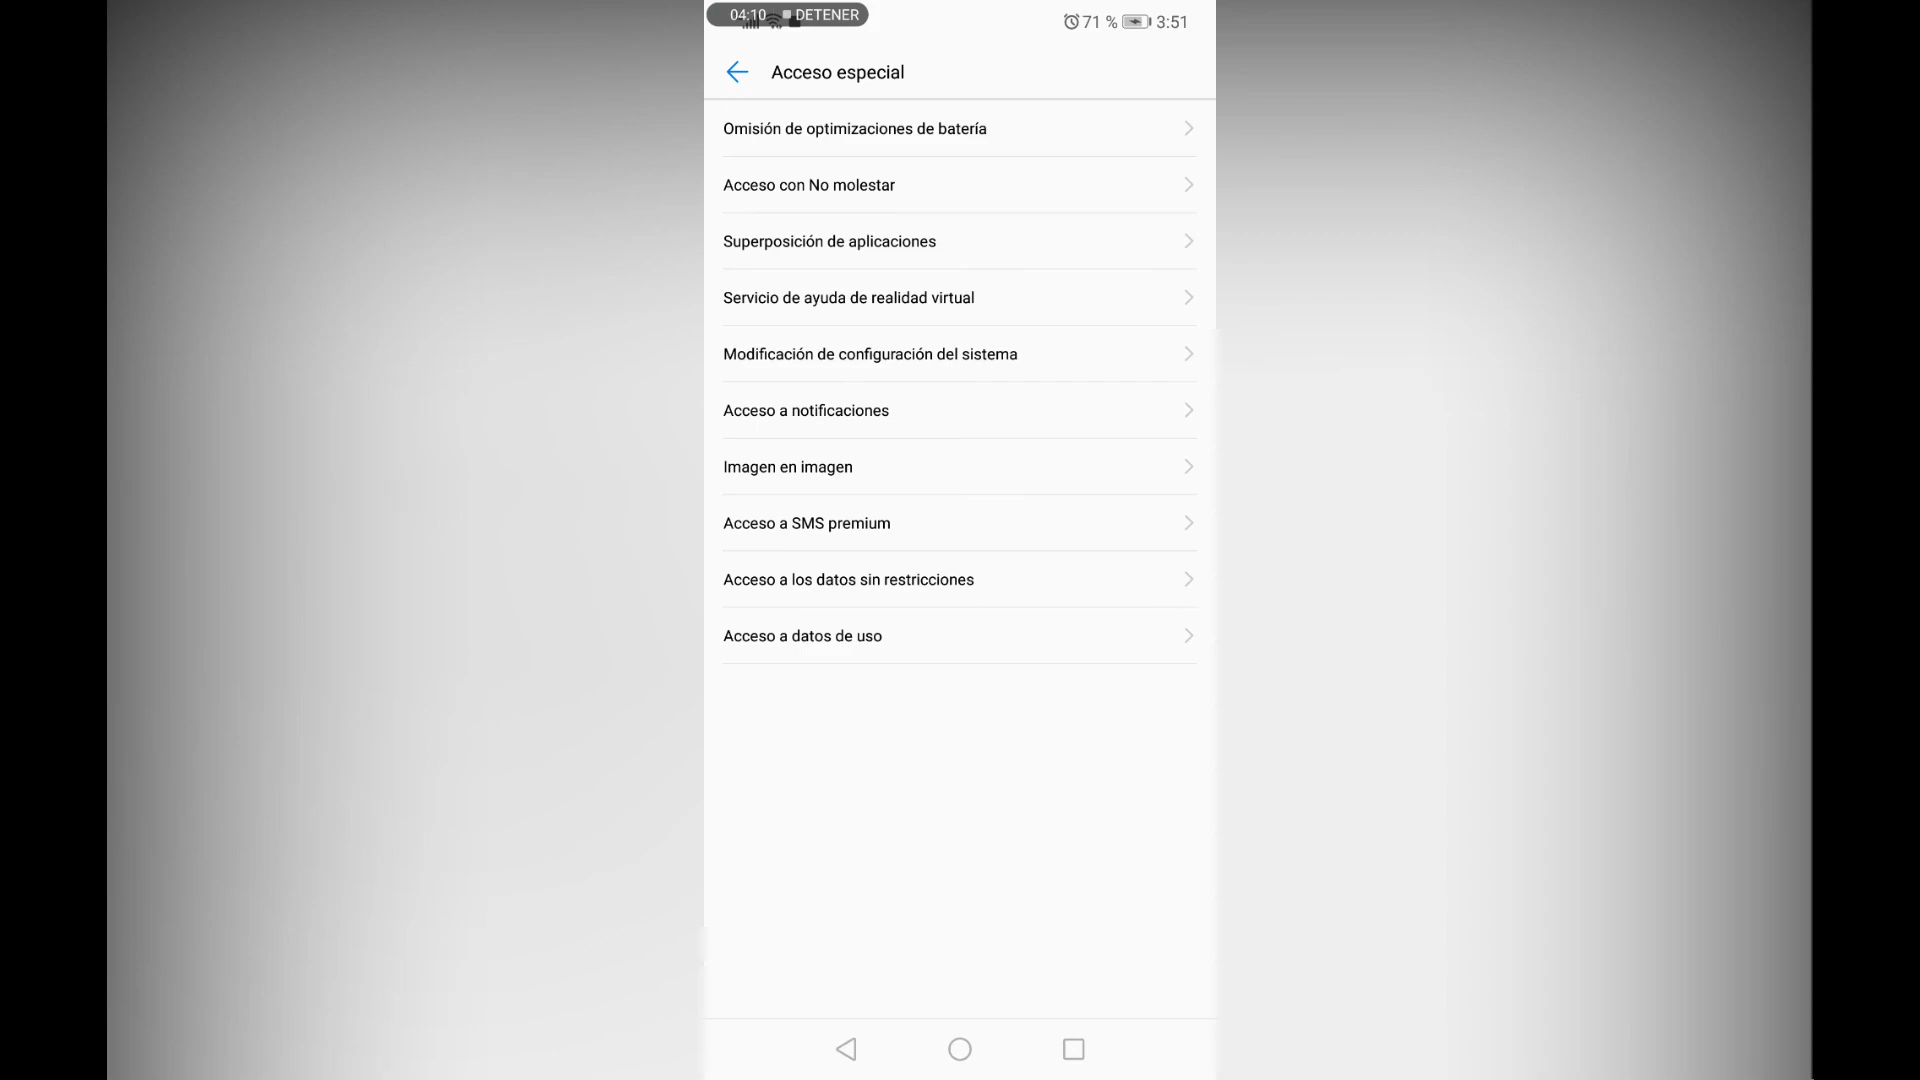 04:10 DETENER
71 % 3:51
Acceso especial
Omisión de optimizaciones de batería
Acceso con No molestar
Superposición de aplicaciones
Servicio de ayuda de realidad virtual
Modificación de configuración del sistema
Acceso a notificaciones
Imagen en imagen
Acceso a SMS premium
Acceso a los datos sin restricciones
Acceso a datos de uso